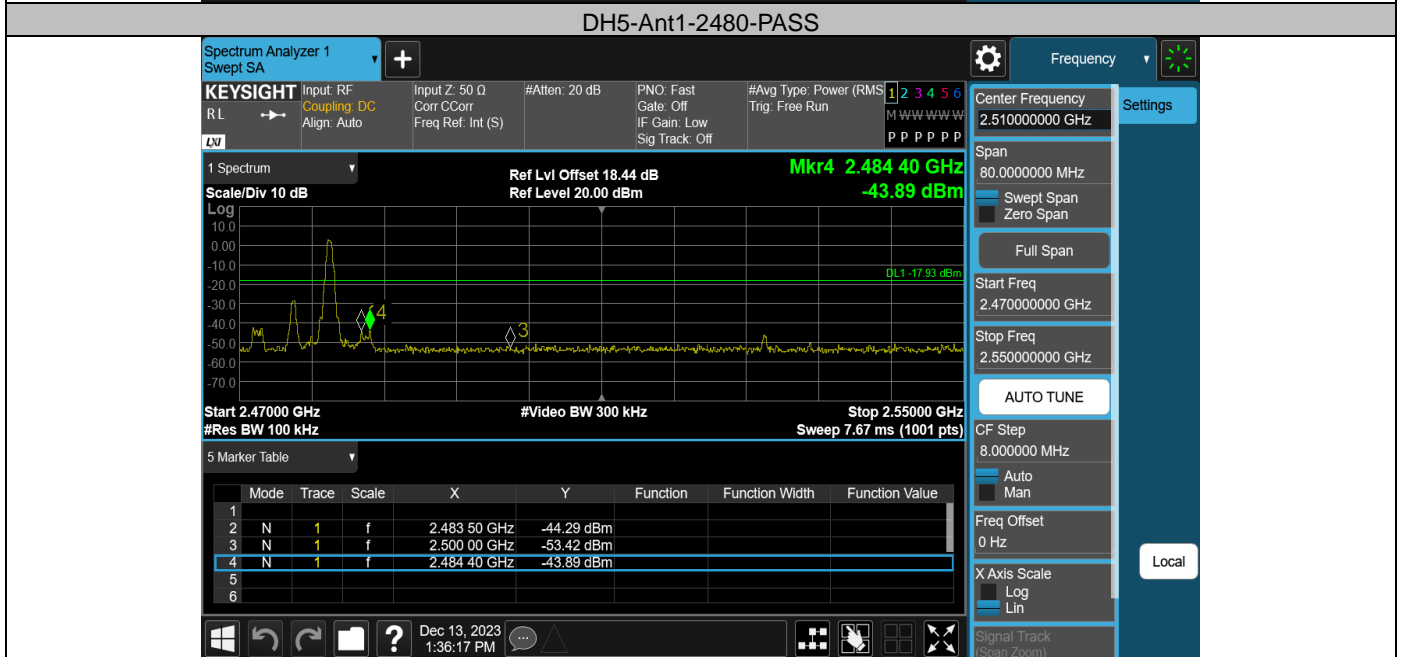 DH5-Ant1-2480-PASS
Spectrum Analyzer 1
Swept SA
Frequency
KEYSIGHT
RL
LXI
Input: RF
Coupling: DC
Align: Auto
Input Z: 50 Ω
Corr CCorr
Freq Ref: Int (S)
#Atten: 20 dB
PNO: Fast
Gate: Off
IF Gain: Low
Sig Track: Off
#Avg Type: Power (RMS
Trig: Free Run
1 2 3 4 5 6
M W W W W W
P P P P P P
1 Spectrum
Scale/Div 10 dB
Log
Ref Lvl Offset 18.44 dB
Ref Level 20.00 dBm
Mkr4 2.484 40 GHz
-43.89 dBm
10.0
0.00
-10.0
-20.0
-30.0
-40.0
-50.0
-60.0
-70.0
DL1 -17.93 dBm
4
3
Start 2.47000 GHz
#Video BW 300 kHz
Stop 2.55000 GHz
#Res BW 100 kHz
Sweep 7.67 ms (1001 pts)
5 Marker Table
Mode Trace Scale X Y Function Function Width Function Value
1
2 N 1 f 2.483 50 GHz -44.29 dBm
3 N 1 f 2.500 00 GHz -53.42 dBm
4 N 1 f 2.484 40 GHz -43.89 dBm
5
6
?
Dec 13, 2023
1:36:17 PM
Center Frequency
2.510000000 GHz
Settings
Span
80.0000000 MHz
Swept Span
Zero Span
Full Span
Start Freq
2.470000000 GHz
Stop Freq
2.550000000 GHz
AUTO TUNE
CF Step
8.000000 MHz
Auto
Man
Freq Offset
0 Hz
Local
X Axis Scale
Log
Lin
Signal Track
(Span Zoom)